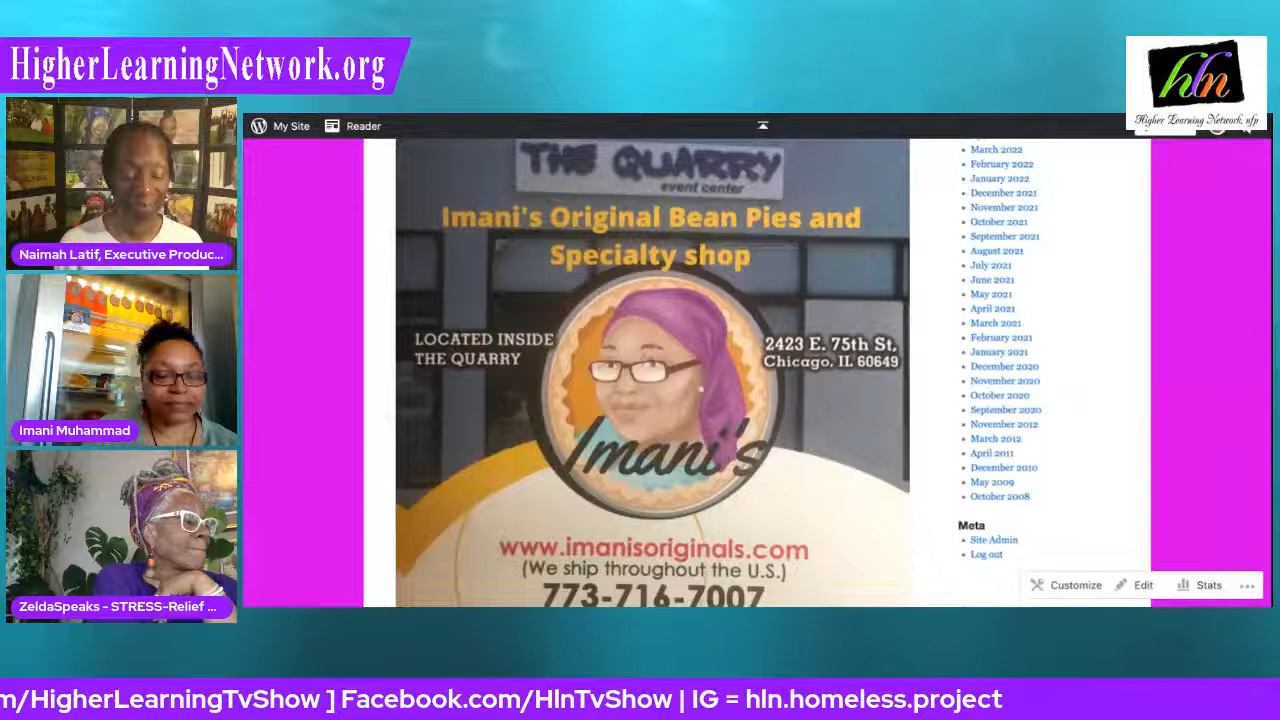 HigherLearningNetwork.org
hln
Higher Learning Network, nfp
Naimah Latif, Executive Produc...
Imani Muhammad
ZeldaSpeaks - STRESS-Relief ...
My Site
Reader
THE QUARRY
event center
Imani's Original Bean Pies and
Specialty shop
LOCATED INSIDE
THE QUARRY
2423 E. 75th St,
Chicago, IL 60649
Imani's
www.imanisoriginals.com
(We ship throughout the U.S.)
773-716-7007
March 2022
February 2022
January 2022
December 2021
November 2021
October 2021
September 2021
August 2021
July 2021
June 2021
May 2021
April 2021
March 2021
February 2021
January 2021
December 2020
November 2020
October 2020
September 2020
November 2012
March 2012
April 2011
December 2010
May 2009
October 2008
Meta
Site Admin
Log out
Customize
Edit
Stats
m/HigherLearningTvShow ] Facebook.com/HlnTvShow | IG = hln.homeless.project